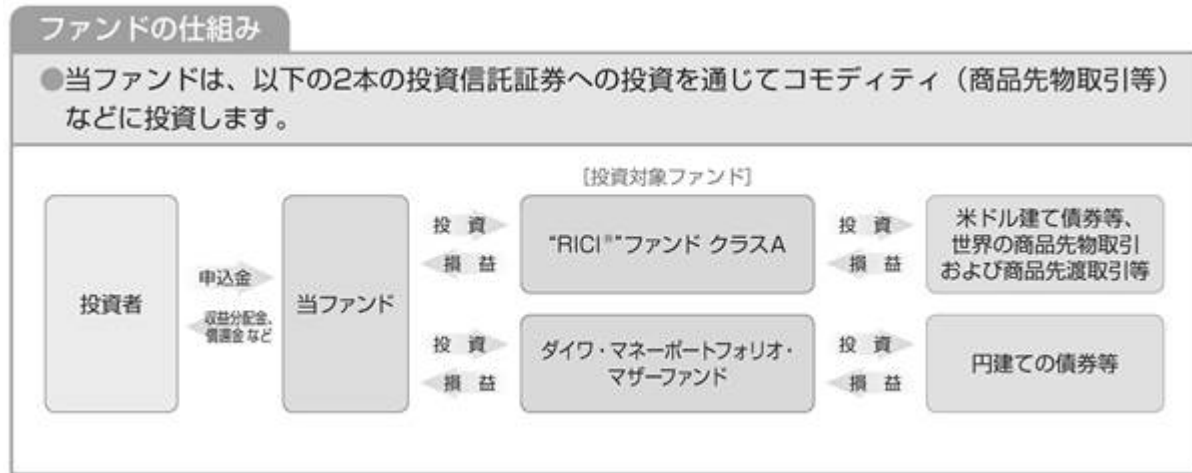 ファンドの仕組み
●当ファンドは、以下の2本の投資信託証券への投資を通じてコモディティ（商品先物取引等）
などに投資します。
［投資対象ファンド］
投資者
申込金
収益分配金、
償還金 など
当ファンド
投 資
損 益
"RICI®"ファンド クラスA
投 資
損 益
米ドル建て債券等、
世界の商品先物取引
および商品先渡取引等
投 資
損 益
ダイワ・マネーポートフォリオ・
マザーファンド
投 資
損 益
円建ての債券等